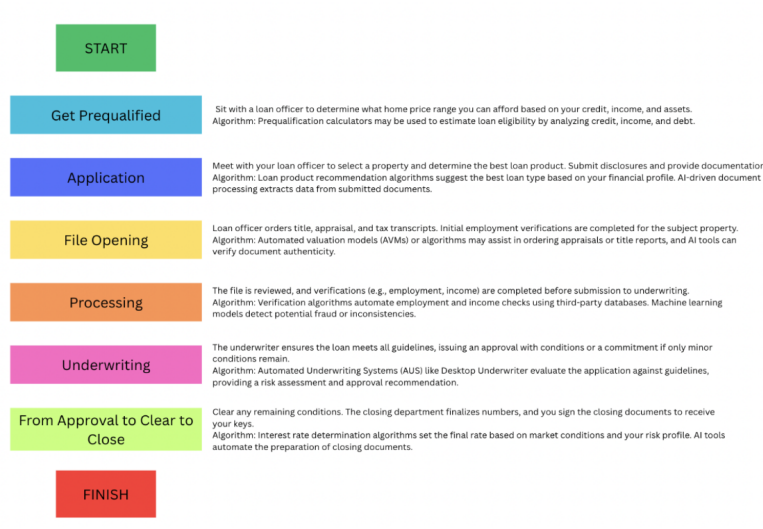 START
Get Prequalified
Sit with a loan officer to determine what home price range you can afford based on your credit, income, and assets.
Algorithm: Prequalification calculators may be used to estimate loan eligibility by analyzing credit, income, and debt.
Application
Meet with your loan officer to select a property and determine the best loan product. Submit disclosures and provide documentation
Algorithm: Loan product recommendation algorithms suggest the best loan type based on your financial profile. AI-driven document
processing extracts data from submitted documents.
File Opening
Loan officer orders title, appraisal, and tax transcripts. Initial employment verifications are completed for the subject property.
Algorithm: Automated valuation models (AVMs) or algorithms may assist in ordering appraisals or title reports, and AI tools can
verify document authenticity.
Processing
The file is reviewed, and verifications (e.g., employment, income) are completed before submission to underwriting.
Algorithm: Verification algorithms automate employment and income checks using third-party databases. Machine learning
models detect potential fraud or inconsistencies.
Underwriting
The underwriter ensures the loan meets all guidelines, issuing an approval with conditions or a commitment if only minor
conditions remain.
Algorithm: Automated Underwriting Systems (AUS) like Desktop Underwriter evaluate the application against guidelines,
providing a risk assessment and approval recommendation.
From Approval to Clear to
Close
Clear any remaining conditions. The closing department finalizes numbers, and you sign the closing documents to receive
your keys.
Algorithm: Interest rate determination algorithms set the final rate based on market conditions and your risk profile. AI tools
automate the preparation of closing documents.
FINISH